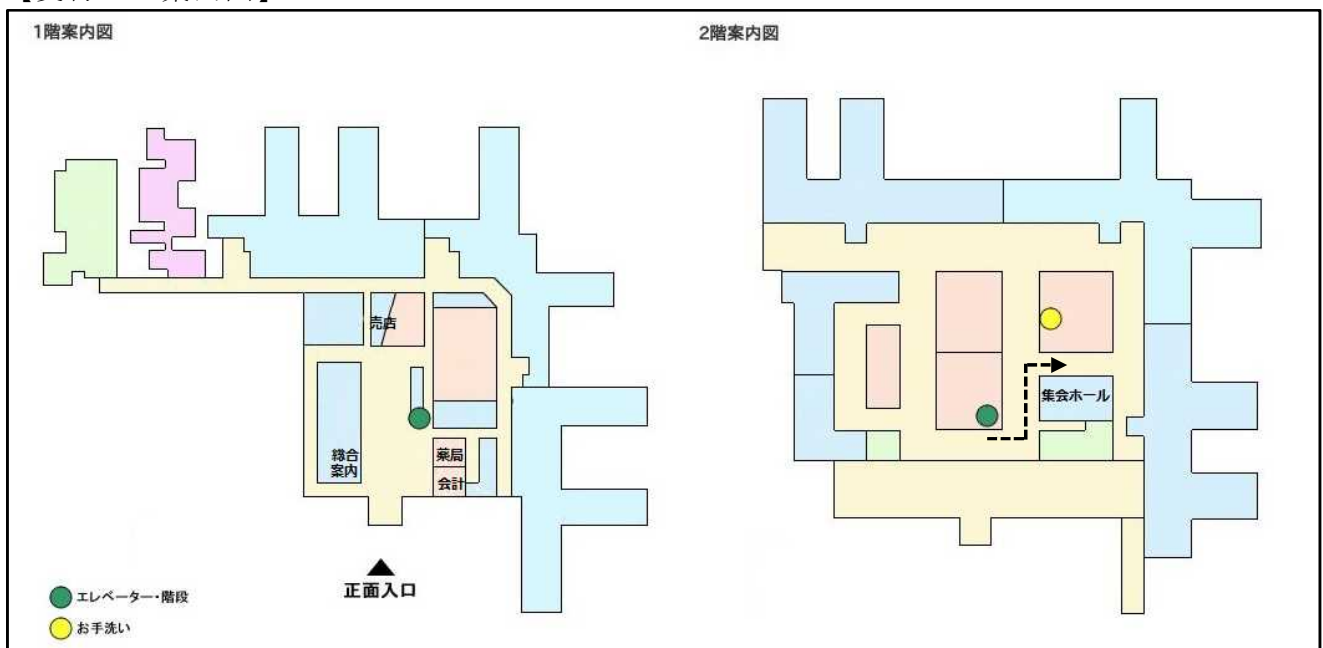 1階案内図
2階案内図
売店
集会ホール
総合
案内
薬局
会計
正面入口
エレベーター・階段
お手洗い